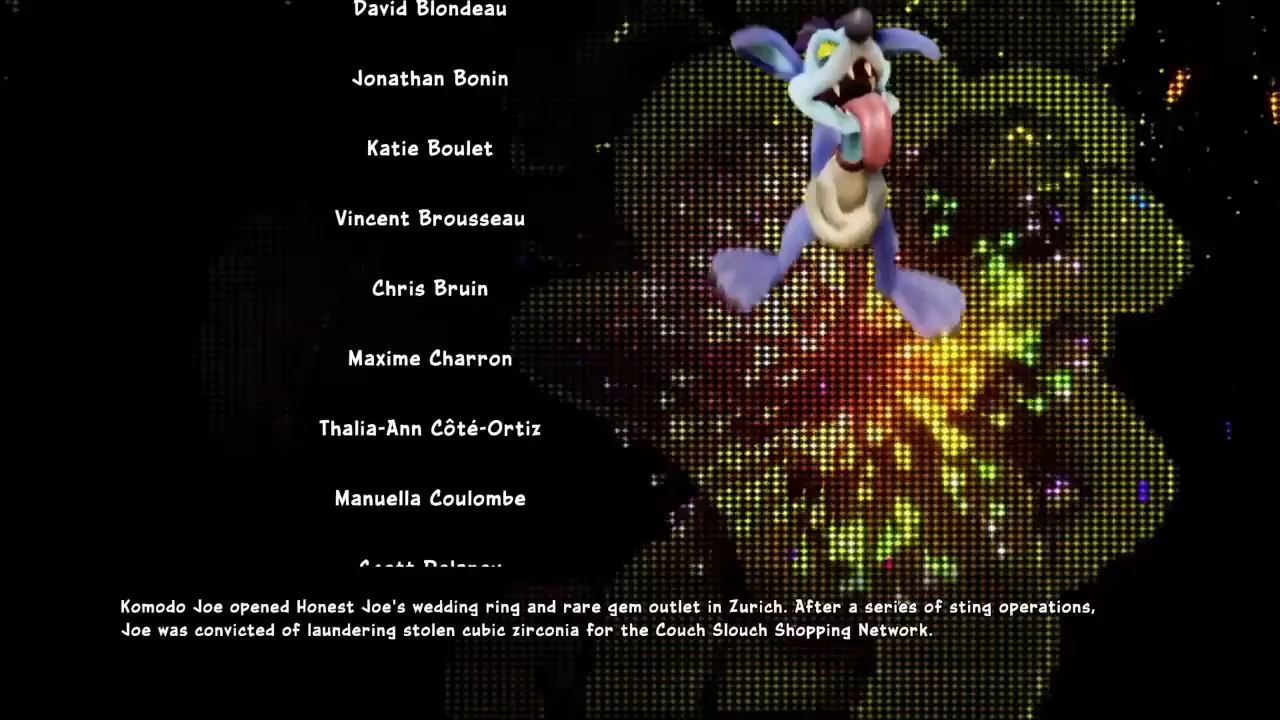 David Blondeau
Jonathan Bonin
Katie Boulet
Vincent Brousseau
Chris Bruin
Maxime Charron
Thalia-Ann Côté-Ortiz
Manuella Coulombe
Scott Delaney
Komodo Joe opened Honest Joe's wedding ring and rare gem outlet in Zurich. After a series of sting operations,
Joe was convicted of laundering stolen cubic zirconia for the Couch Slouch Shopping Network.